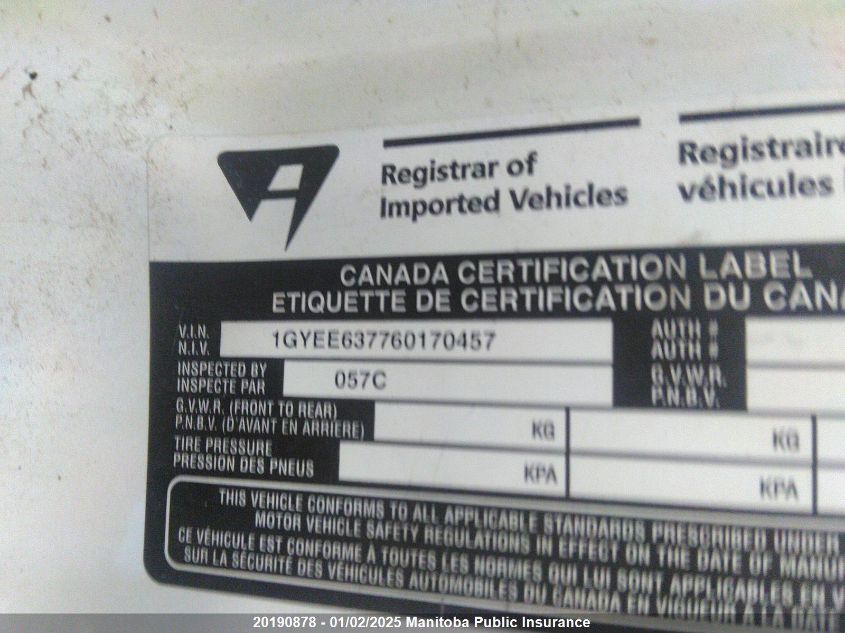 Registrar of
Imported Vehicles
Registraire
véhicules
CANADA CERTIFICATION LABEL
ETIQUETTE DE CERTIFICATION DU CANA
V.I.N.
N.I.V.
1GYEE637760170457
AUTH #
AUTH #
INSPECTED BY
INSPECTE PAR
057C
G.V.W.R.
P.N.B.V.
G.V.W.R. (FRONT TO REAR)
P.N.B.V. (D'AVANT EN ARRIERE)
KG
KG
TIRE PRESSURE
PRESSION DES PNEUS
KPA
KPA
THIS VEHICLE CONFORMS TO ALL APPLICABLE STANDARDS PRESCRIBED UNDER
MOTOR VEHICLE SAFETY REGULATIONS IN EFFECT ON THE DATE OF MANU
CE VÉHICULE EST CONFORME À TOUTES LES NORMES QUI LUI SONT APPLICABLES EN V
SUR LA SÉCURITÉ DES VÉHICULES AUTOMOBILES DU CANADA EN VIGUEUR A LA DATE
20190878 - 01/02/2025 Manitoba Public Insurance